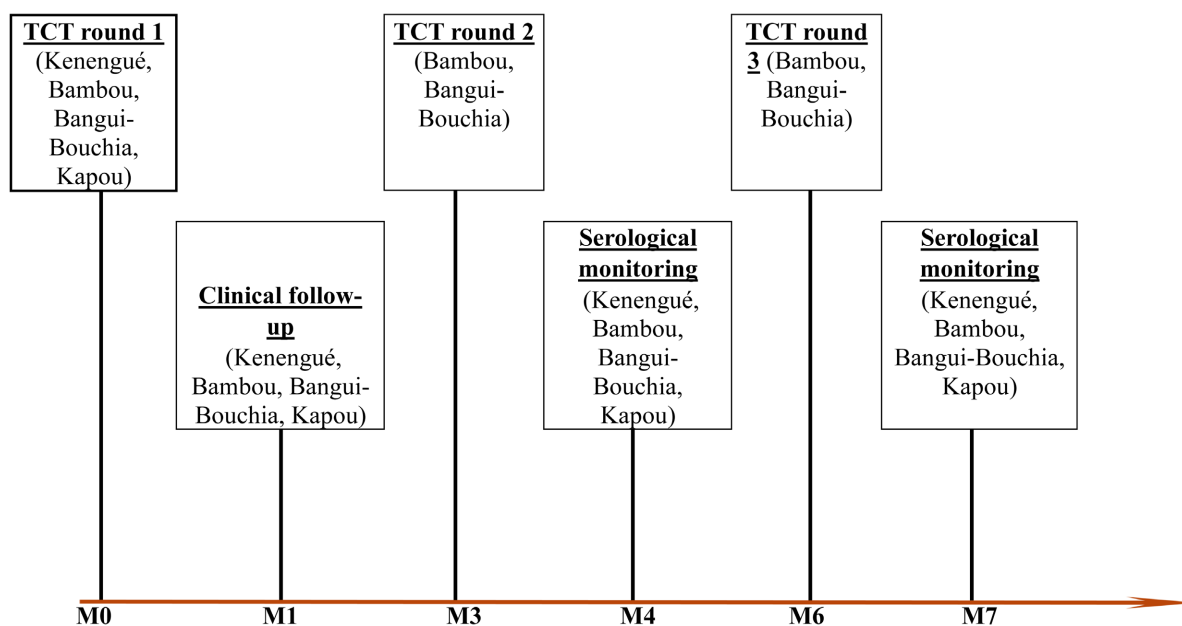 TCT round 1
(Kenengué,
Bambou,
Bangui-
Bouchia,
Kapou)
TCT round 2
(Bambou,
Bangui-
Bouchia)
TCT round
3 (Bambou,
Bangui-
Bouchia)
Clinical follow-
up
(Kenengué,
Bambou, Bangui-
Bouchia, Kapou)
Serological
monitoring
(Kenengué,
Bambou,
Bangui-
Bouchia,
Kapou)
Serological
monitoring
(Kenengué,
Bambou,
Bangui-Bouchia,
Kapou)
M0
M1
M3
M4
M6
M7